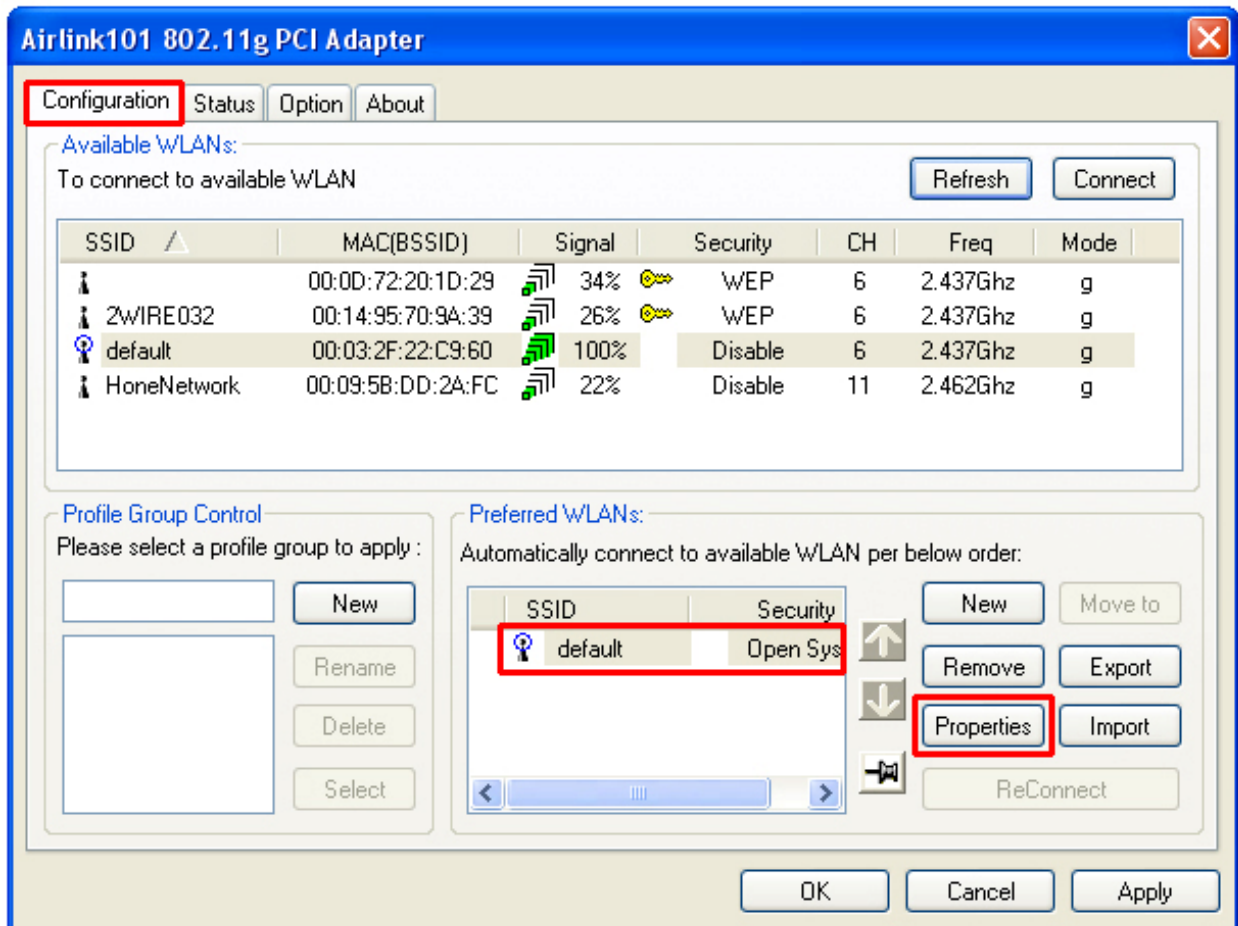 Airlink101 802.11g PCI Adapter
Configuration Status Option About
Available WLANs:
To connect to available WLAN
Refresh Connect
SSID MAC(BSSID) Signal Security CH Freq Mode
00:0D:72:20:1D:29 34% WEP 6 2.437Ghz g
2WIRE032 00:14:95:70:9A:39 26% WEP 6 2.437Ghz g
default 00:03:2F:22:C9:60 100% Disable 6 2.437Ghz g
HoneNetwork 00:09:5B:DD:2A:FC 22% Disable 11 2.462Ghz g
Profile Group Control
Please select a profile group to apply :
New
Rename
Delete
Select
Preferred WLANs:
Automatically connect to available WLAN per below order:
SSID Security
default Open Sys
New Move to
Remove Export
Properties Import
ReConnect
OK Cancel Apply